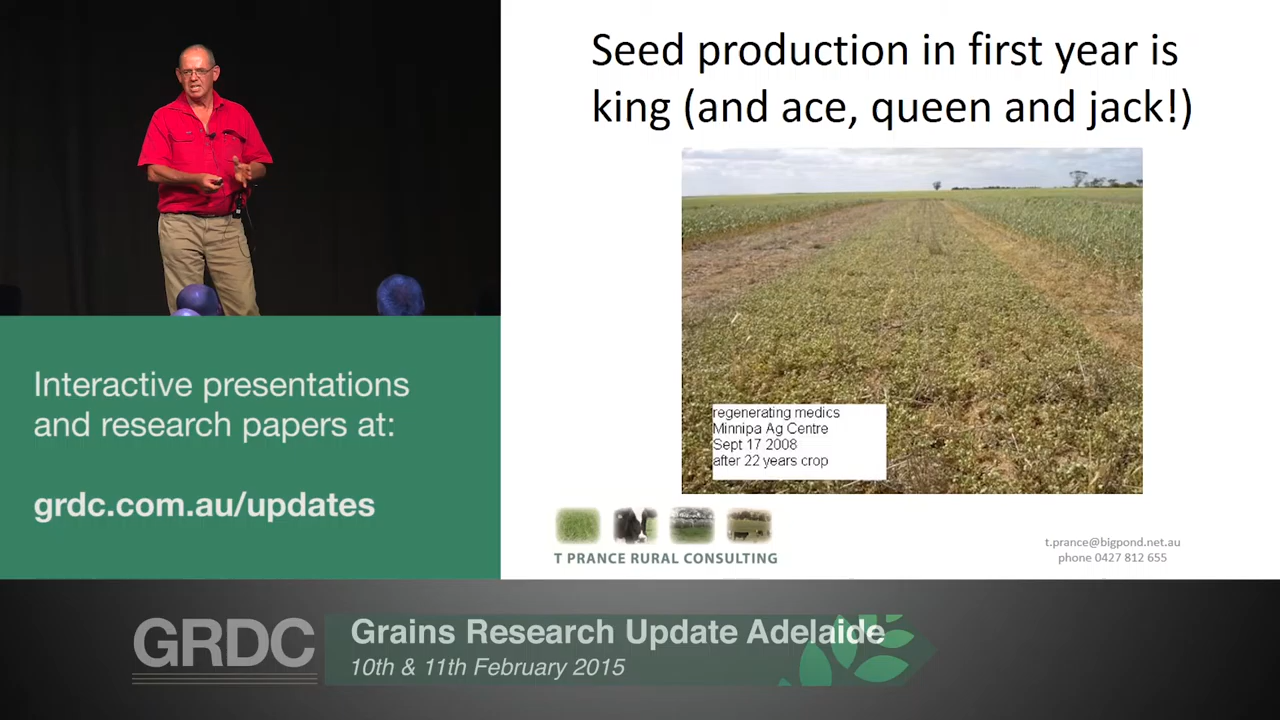 Seed production in first year is
king (and ace, queen and jack!)
regenerating medics
Minnipa Ag Centre
Sept 17 2008
after 22 years crop
T PRANCE RURAL CONSULTING
t.prance@bigpond.net.au
phone 0427 812 655
Interactive presentations
and research papers at:
grdc.com.au/updates
GRDC
Grains Research Update Adelaide
10th & 11th February 2015